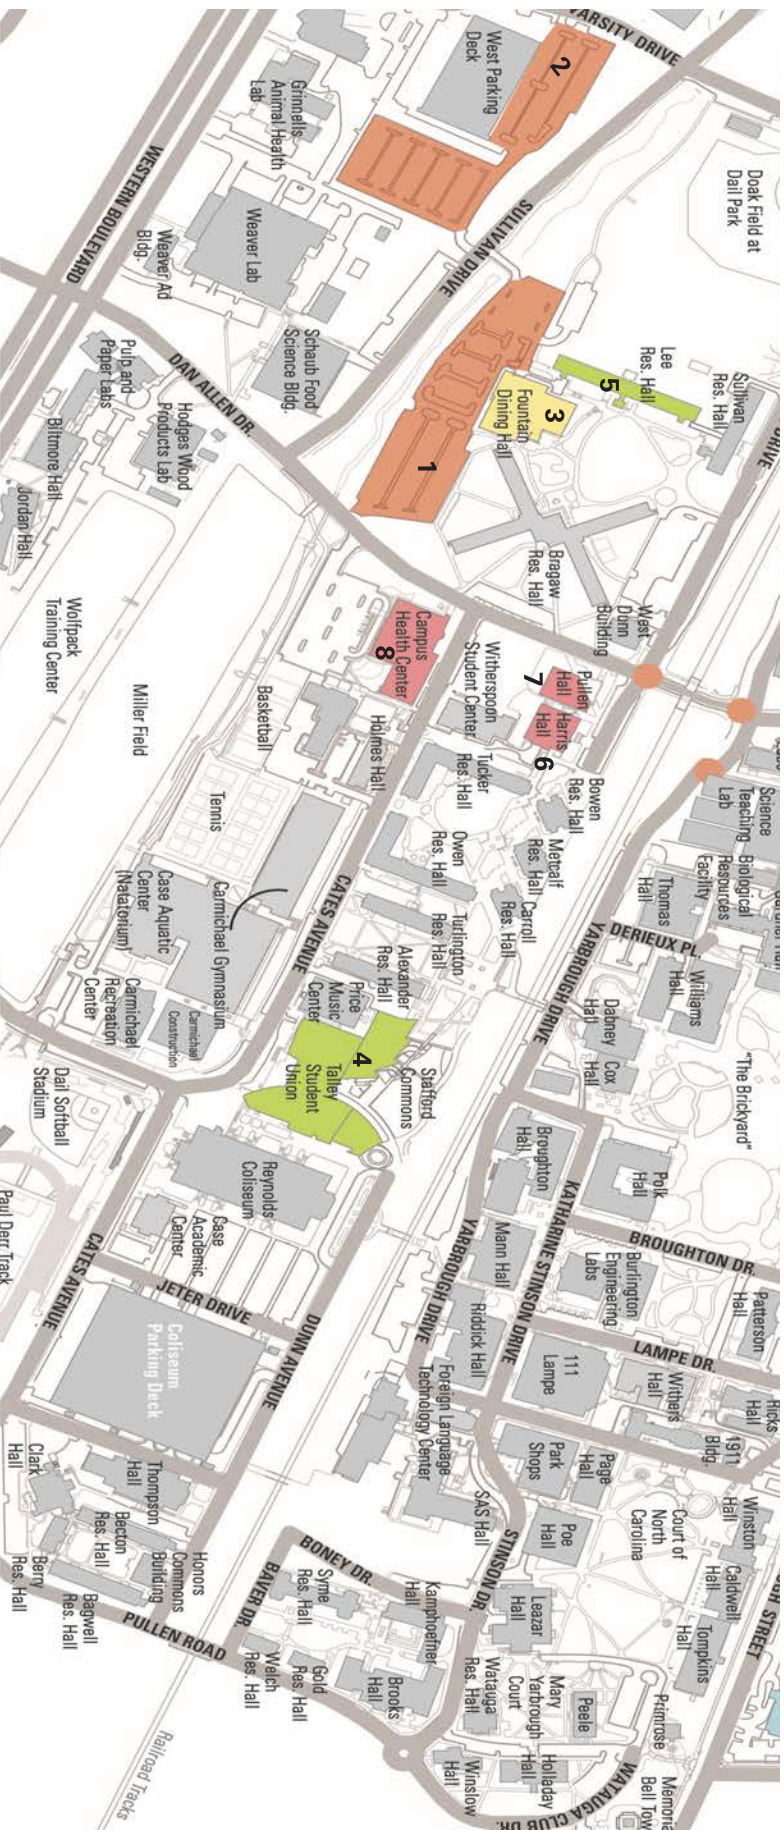 VARSITY DRIVE
West Parking
Deck
2
Grinnells
Animal Health
Lab
Doak Field at
Dail Park
WESTERN BOULEVARD
Weaver Lab
Weaver Ad
Bldg.
SULLIVAN DRIVE
Schaub Food
Science Bldg.
DAN ALLEN DR.
Pulp and
Paper Labs
Hodges Wood
Products Lab
Biltmore Hall
Jordan Hall
Lee
Res. Hall
5
Sullivan
Res. Hall
DRIVE
3
Fountain
Dining Hall
1
Bragaw
Res. Hall
West
Dunn
Building
Wolfpack
Training Center
Miller Field
Campus
Health Center
8
Witherspoon
Student Center
Pullen
Hall
7
Harris
Hall
6
Basketball
Holmes Hall
Tennis
Tucker
Res. Hall
Owen
Res. Hall
Bowen
Res. Hall
Metcalf
Res. Hall
Carroll
Res. Hall
Turlington
Res. Hall
Alexander
Res. Hall
Science
Teaching
Lab
Biological
Resources
Facility
Thomas
Hall
YARBROUGH DRIVE
DERIEUX PL.
Williams
Hall
Dabney
Hall
Cox
Hall
"The Brickyard"
CATES AVENUE
Case Aquatic
Center
(Natatorium)
Carmichael Gymnasium
Carmichael
Recreation
Center
Carmichael
Construction
Price
Music
Center
4
Talley
Student
Union
Stafford
Commons
Dail Softball
Stadium
Paul Derr Track
Reynolds
Coliseum
Case
Academic
Center
CATES AVENUE
JETER DRIVE
DUNN AVENUE
Coliseum
Parking Deck
Broughton
Hall
Polk
Hall
KATHARINE STINSON DRIVE
YARBROUGH DRIVE
Mann Hall
Riddick Hall
BROUGHTON DR.
Burlington
Engineering
Labs
Patterson
Hall
LAMPE DR.
111
Lampe
Withers
Hall
Ricks
Hall
1911
Bldg.
Foreign Language
Technology Center
Park
Shops
Page
Hall
SAS Hall
Poe
Hall
Court of
North
Carolina
Winston
Hall
Caldwell
Hall
Tompkins
Hall
STREET
Clark
Hall
Thompson
Hall
Becton
Res. Hall
Berry
Res. Hall
Bagwell
Res. Hall
Honors
Commons
Building
PULLEN ROAD
BONEY DR.
BAVER DR.
Syme
Res. Hall
Welch
Res. Hall
Gold
Res. Hall
Kamphoefner
Hall
Brooks
Hall
STINSON DR.
Leazar
Hall
Watauga
Res. Hall
Mary
Yarbrough
Court
Peele
Primrose
Holladay
Hall
Winslow
Hall
WATAUGA CLUB DR.
Memoria
Bell Tow
Railroad Tracks